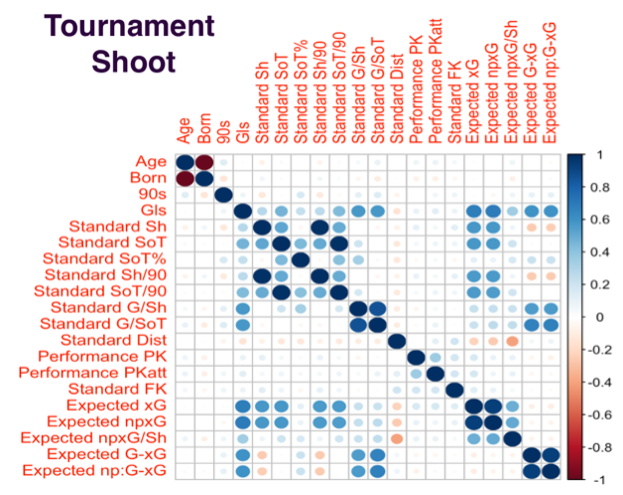 Tournament
Shoot
Age
Born
90s
Gls
Standard Sh
Standard SoT
Standard SoT%
Standard Sh/90
Standard SoT/90
Standard G/Sh
Standard G/SoT
Standard Dist
Performance PK
Performance PKatt
Standard FK
Expected xG
Expected npxG
Expected npxG/Sh
Expected G-xG
Expected np:G-xG
Age
Born
90s
Gls
Standard Sh
Standard SoT
Standard SoT%
Standard Sh/90
Standard SoT/90
Standard G/Sh
Standard G/SoT
Standard Dist
Performance PK
Performance PKatt
Standard FK
Expected xG
Expected npxG
Expected npxG/Sh
Expected G-xG
Expected np:G-xG
1
0.8
0.6
0.4
0.2
0
-0.2
-0.4
-0.6
-0.8
-1